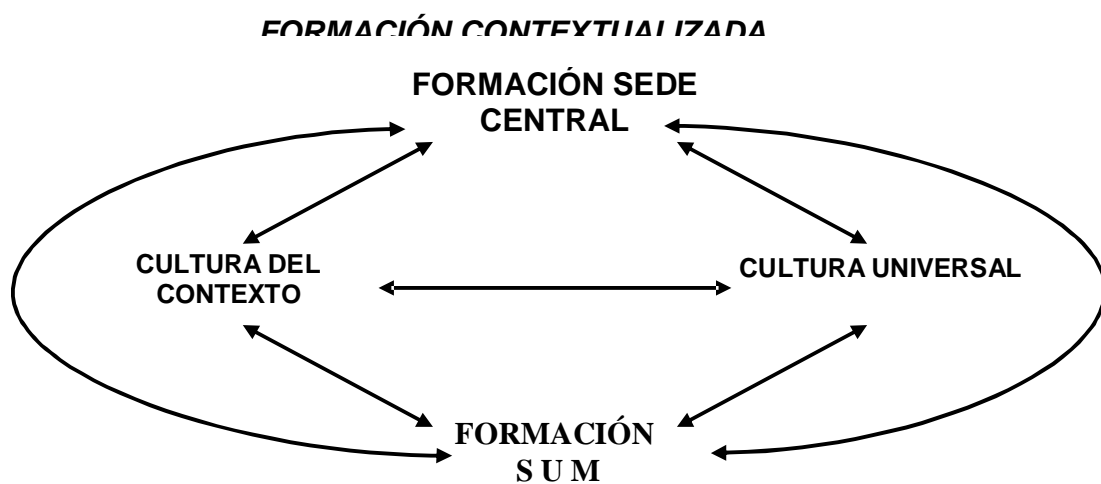 FORMACIÓN CONTEXTUALIZADA
FORMACIÓN SEDE
CENTRAL
CULTURA DEL
CONTEXTO
CULTURA UNIVERSAL
FORMACIÓN
S U M